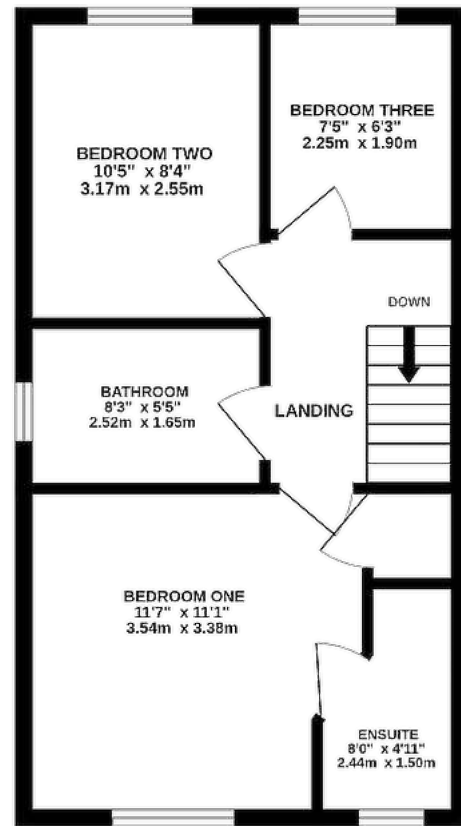 BEDROOM TWO
10'5" x 8'4"
3.17m x 2.55m
BEDROOM THREE
7'5" x 6'3"
2.25m x 1.90m
DOWN
BATHROOM
8'3" x 5'5"
2.52m x 1.65m
LANDING
BEDROOM ONE
11'7" x 11'1"
3.54m x 3.38m
ENSUITE
8'0" x 4'11"
2.44m x 1.50m